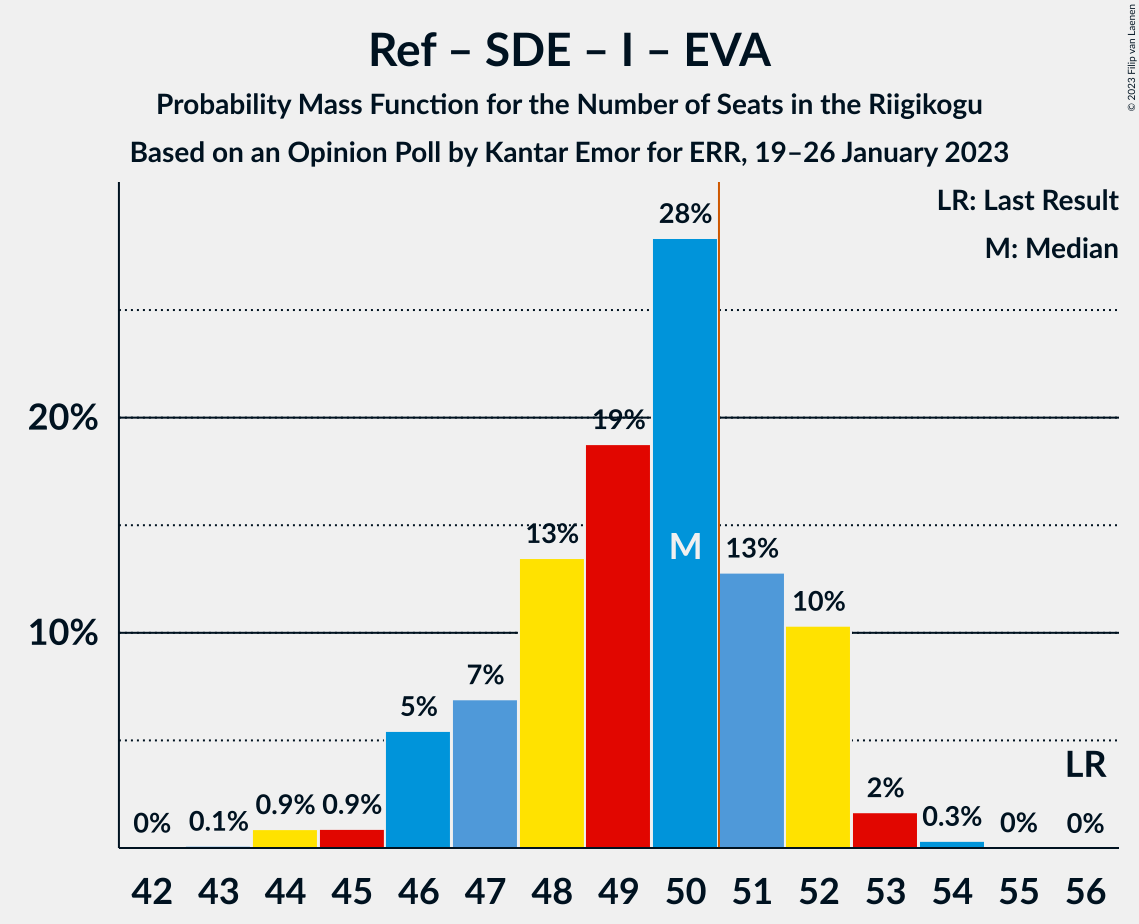 Ref – SDE – I – EVA
Probability Mass Function for the Number of Seats in the Riigikogu
Based on an Opinion Poll by Kantar Emor for ERR, 19–26 January 2023
© 2023 Filip van Laenen
LR: Last Result
M: Median
28%
20%
19%
13%
M
13%
10%
10%
7%
5%
LR
2%
0%
0.1%
0.9%
0.9%
0.3%
0%
0%
42 43 44 45 46 47 48 49 50 51 52 53 54 55 56